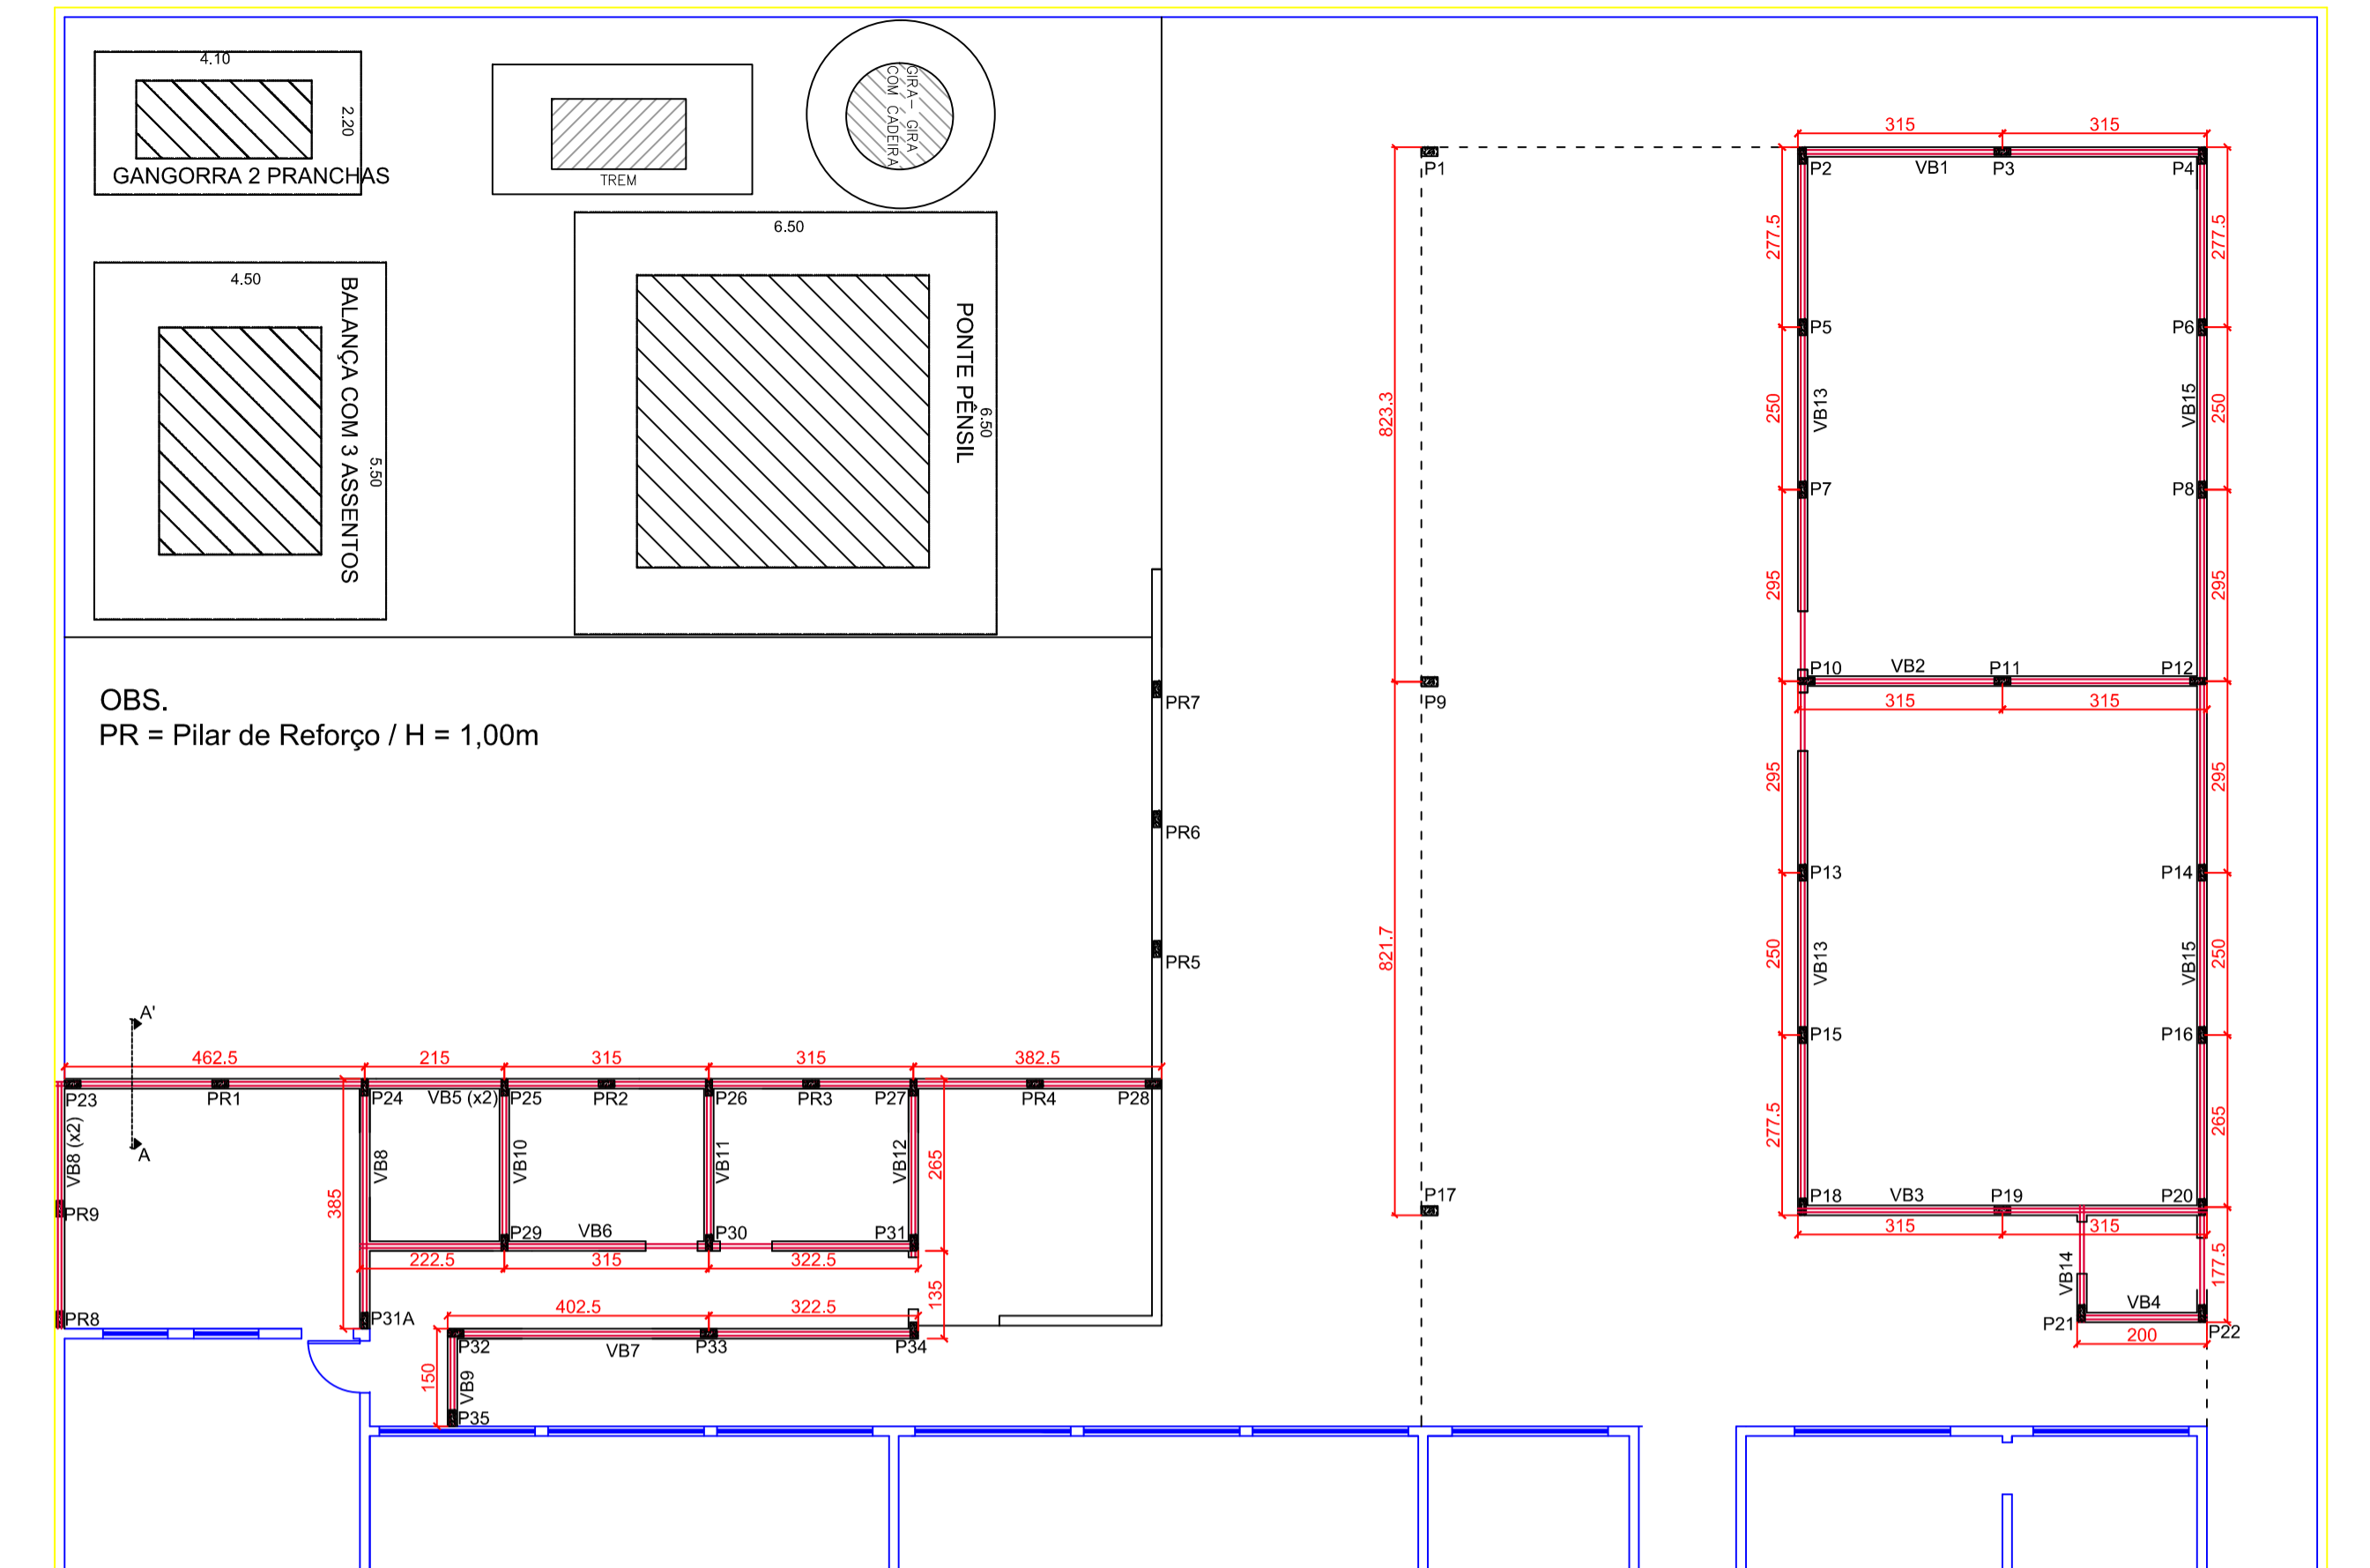 4.10
2.20
GANGORRA 2 PRANCHAS
TREM
GIRA- GIRA
COM CADEIRA
4.50
BALANÇA COM 3 ASSENTOS
5.50
6.50
PONTE PÊNSIL
6.50
OBS.
PR = Pilar de Reforço / H = 1,00m
315 315
P1 P2 VB1 P3 P4
277.5 277.5
P5 P6
823.3 250 VB13 VB15 250
P7 P8
295 295
P10 VB2 P11 P12
315 315
PR7
P9
295 295
PR6
P13 P14
821.7 250 VB13 VB15 250
PR5
P15 P16
277.5 265
P17 P18 VB3 P19 P20
315 315
VB14 177.5
VB4
P21 P22
200
A'
A
462.5 215 315 315 382.5
P23 PR1 P24 VB5 (x2) P25 PR2 P26 PR3 P27 PR4 P28
VB8 (x2) VB8 VB10 VB11 VB12 265
385
PR9
P29 VB6 P30 P31
222.5 315 322.5
135
402.5 322.5
PR8 P31A
P32 P33 P34
VB7
150 VB9
P35